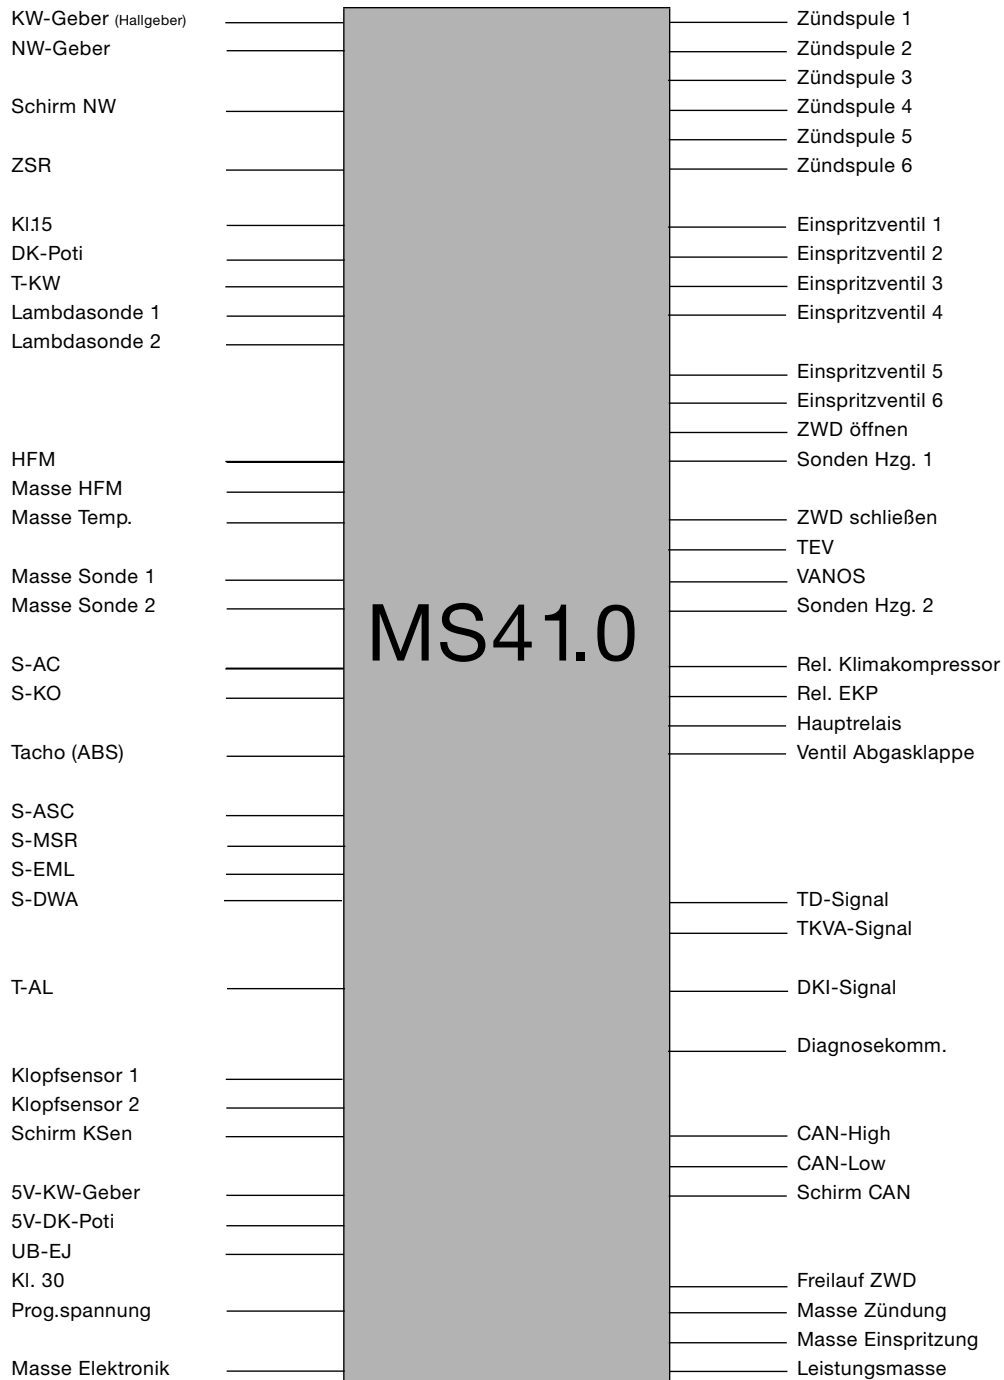 KW-Geber (Hallgeber)
NW-Geber
Schirm NW
ZSR
Kl.15
DK-Poti
T-KW
Lambdasonde 1
Lambdasonde 2
HFM
Masse HFM
Masse Temp.
Masse Sonde 1
Masse Sonde 2
S-AC
S-KO
Tacho (ABS)
S-ASC
S-MSR
S-EML
S-DWA
T-AL
Klopfsensor 1
Klopfsensor 2
Schirm KSen
5V-KW-Geber
5V-DK-Poti
UB-EJ
Kl. 30
Prog.spannung
Masse Elektronik
MS41.0
Zündspule 1
Zündspule 2
Zündspule 3
Zündspule 4
Zündspule 5
Zündspule 6
Einspritzventil 1
Einspritzventil 2
Einspritzventil 3
Einspritzventil 4
Einspritzventil 5
Einspritzventil 6
ZWD öffnen
Sonden Hzg. 1
ZWD schließen
TEV
VANOS
Sonden Hzg. 2
Rel. Klimakompressor
Rel. EKP
Hauptrelais
Ventil Abgasklappe
TD-Signal
TKVA-Signal
DKI-Signal
Diagnosekomm.
CAN-High
CAN-Low
Schirm CAN
Freilauf ZWD
Masse Zündung
Masse Einspritzung
Leistungsmasse